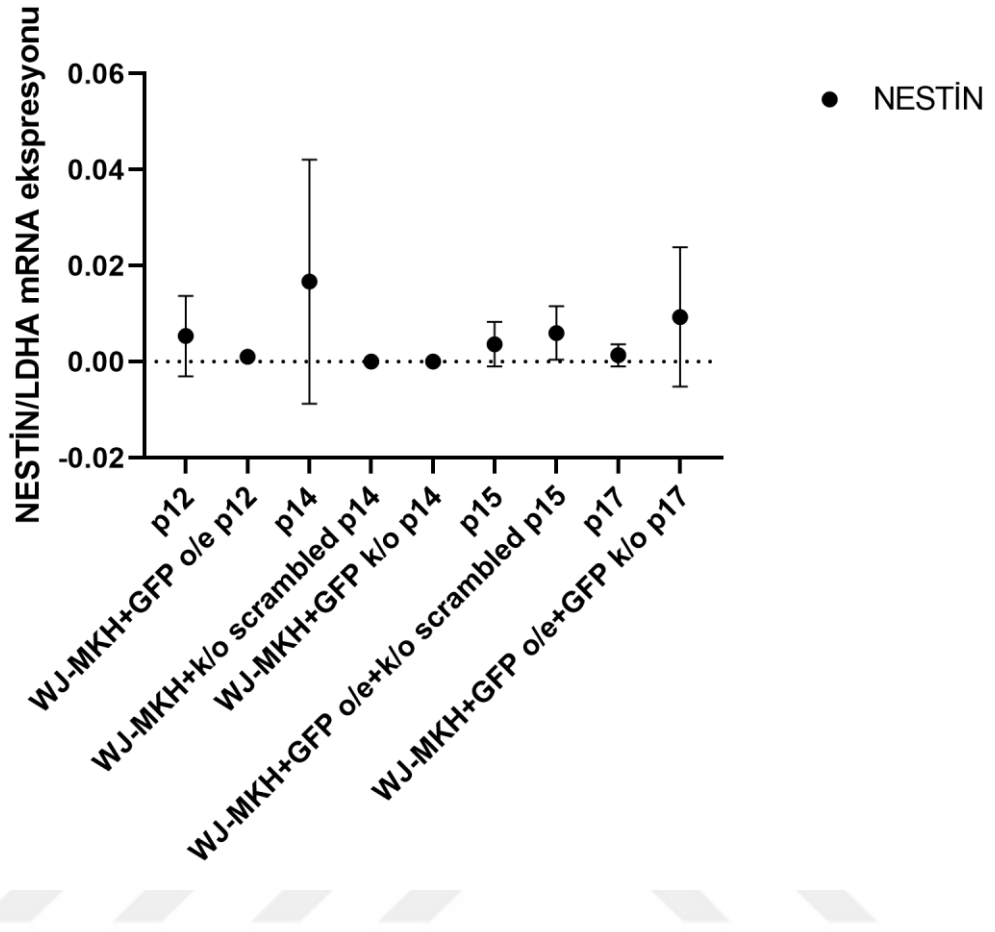 NESTİN/LDHA mRNA ekspresyonu
0.06
0.04
0.02
0.00
-0.02
p12
WJ-MKH+GFP o/e p12
p14
WJ-MKH+k/o scrambled p14
WJ-MKH+GFP k/o p14
p15
WJ-MKH+GFP o/e+k/o scrambled p15
p17
WJ-MKH+GFP o/e+GFP k/o p17
NESTİN